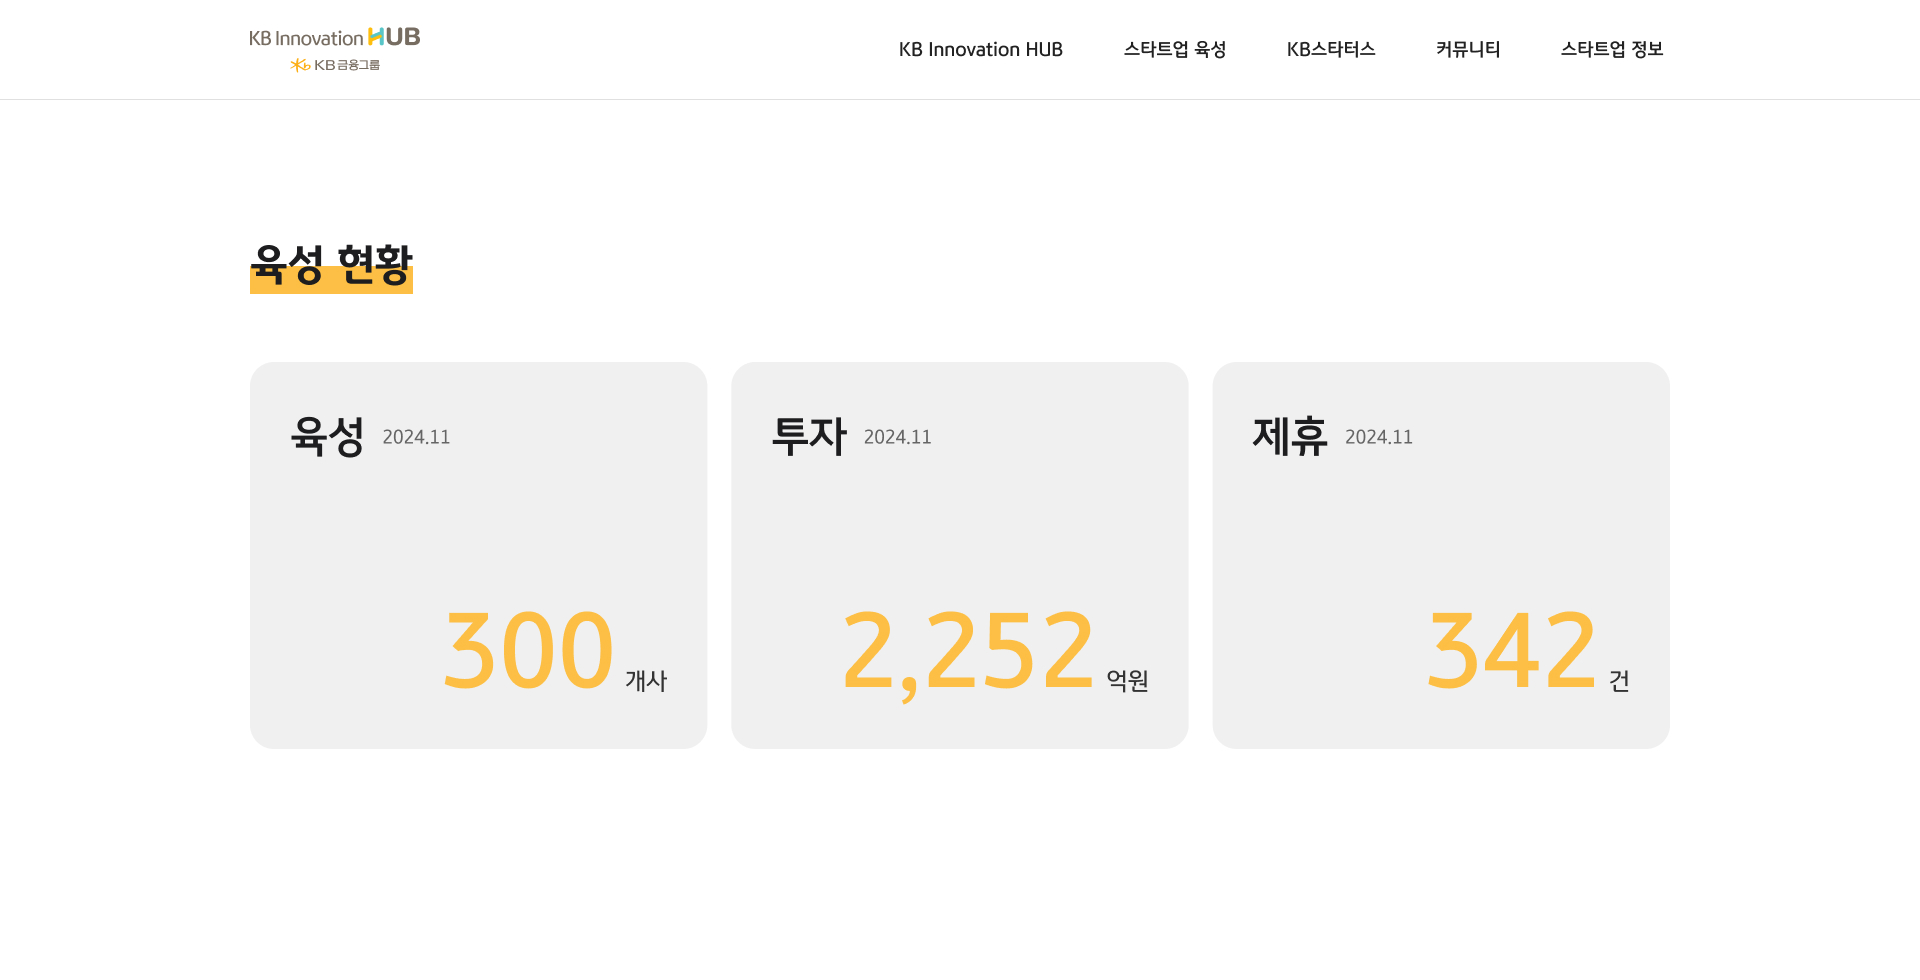 KB Innovation HUB
KB금융그룹
KB Innovation HUB 스타트업 육성 KB스타터스 커뮤니티 스타트업 정보
육성 현황
육성 2024.11
300 개사
투자 2024.11
2,252 억원
제휴 2024.11
342 건